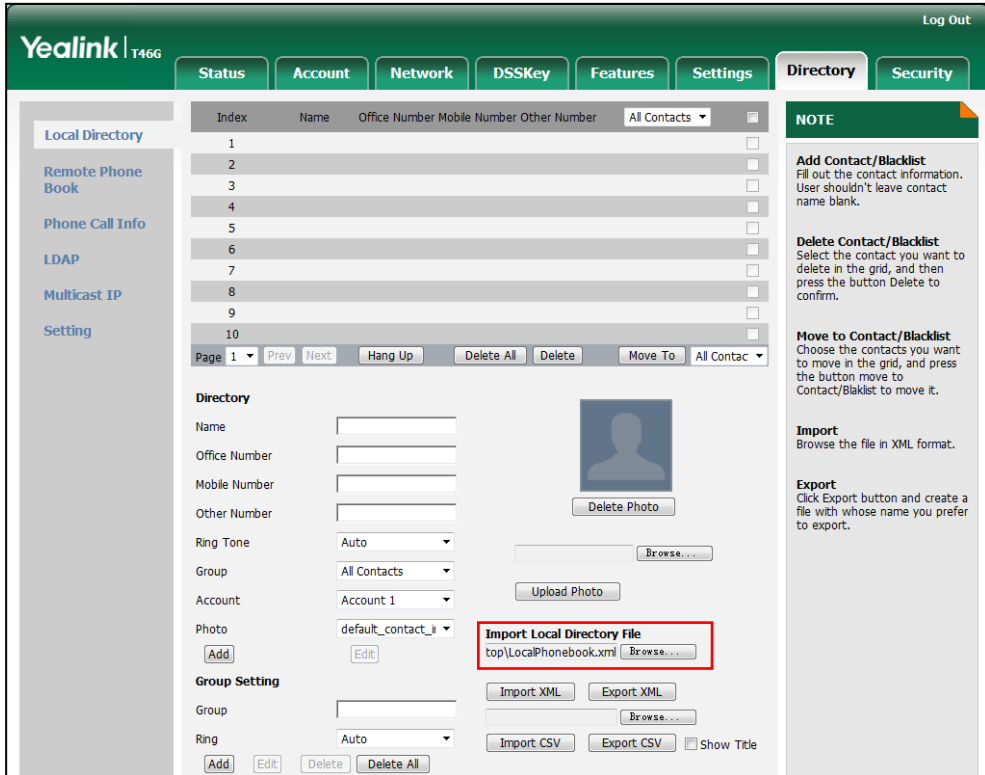 Log Out
Yealink T46G
Status Account Network DSSKey Features Settings Directory Security
Local Directory
Remote Phone
Book
Phone Call Info
LDAP
Multicast IP
Setting
Index Name Office Number Mobile Number Other Number All Contacts
1
2
3
4
5
6
7
8
9
10
Page 1 Prev Next Hang Up Delete All Delete Move To All Contac
Directory
Name
Office Number
Mobile Number
Other Number
Ring Tone Auto
Group All Contacts
Account Account 1
Photo default_contact_i
Add Edit
Group Setting
Group
Ring Auto
Add Edit Delete Delete All
Delete Photo
Browse...
Upload Photo
Import Local Directory File
top\LocalPhonebook.xml Browse...
Import XML Export XML
Browse...
Import CSV Export CSV Show Title
NOTE
Add Contact/Blacklist
Fill out the contact information.
User shouldn't leave contact
name blank.
Delete Contact/Blacklist
Select the contact you want to
delete in the grid, and then
press the button Delete to
confirm.
Move to Contact/Blacklist
Choose the contacts you want
to move in the grid, and press
the button move to
Contact/Blaklist to move it.
Import
Browse the file in XML format.
Export
Click Export button and create a
file with whose name you prefer
to export.